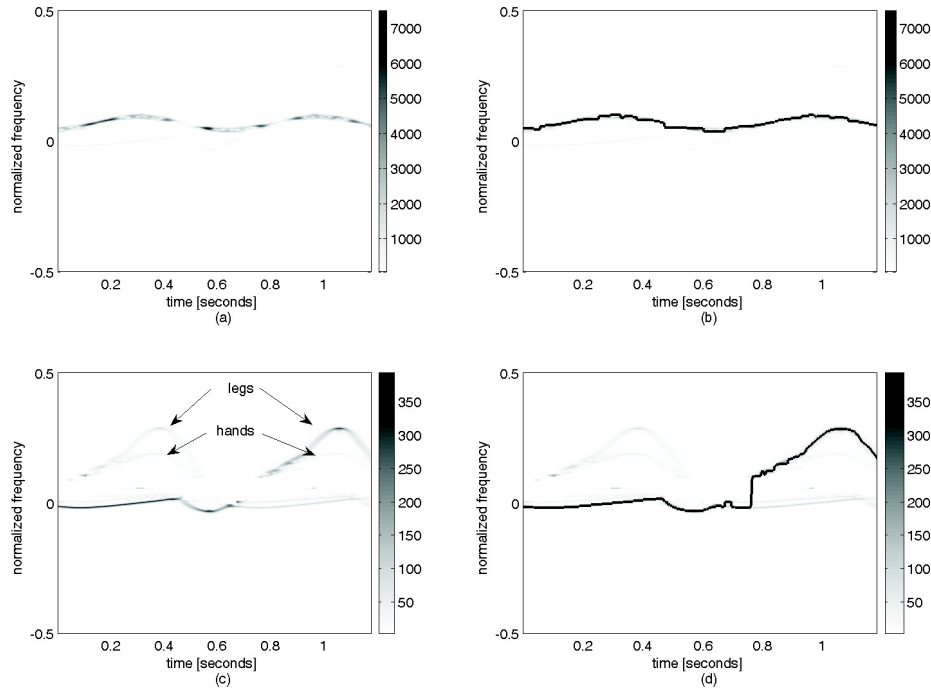 0.5
0
-0.5
normalized frequency
0.2 0.4 0.6 0.8 1
time [seconds]
(a)
7000
6000
5000
4000
3000
2000
1000
0.5
0
-0.5
nomralized frequency
0.2 0.4 0.6 0.8 1
time [seconds]
(b)
7000
6000
5000
4000
3000
2000
1000
0.5
0
-0.5
normalized frequency
legs
hands
0.2 0.4 0.6 0.8 1
time [seconds]
(c)
350
300
250
200
150
100
50
0.5
0
-0.5
normalized frequency
0.2 0.4 0.6 0.8 1
time [seconds]
(d)
350
300
250
200
150
100
50